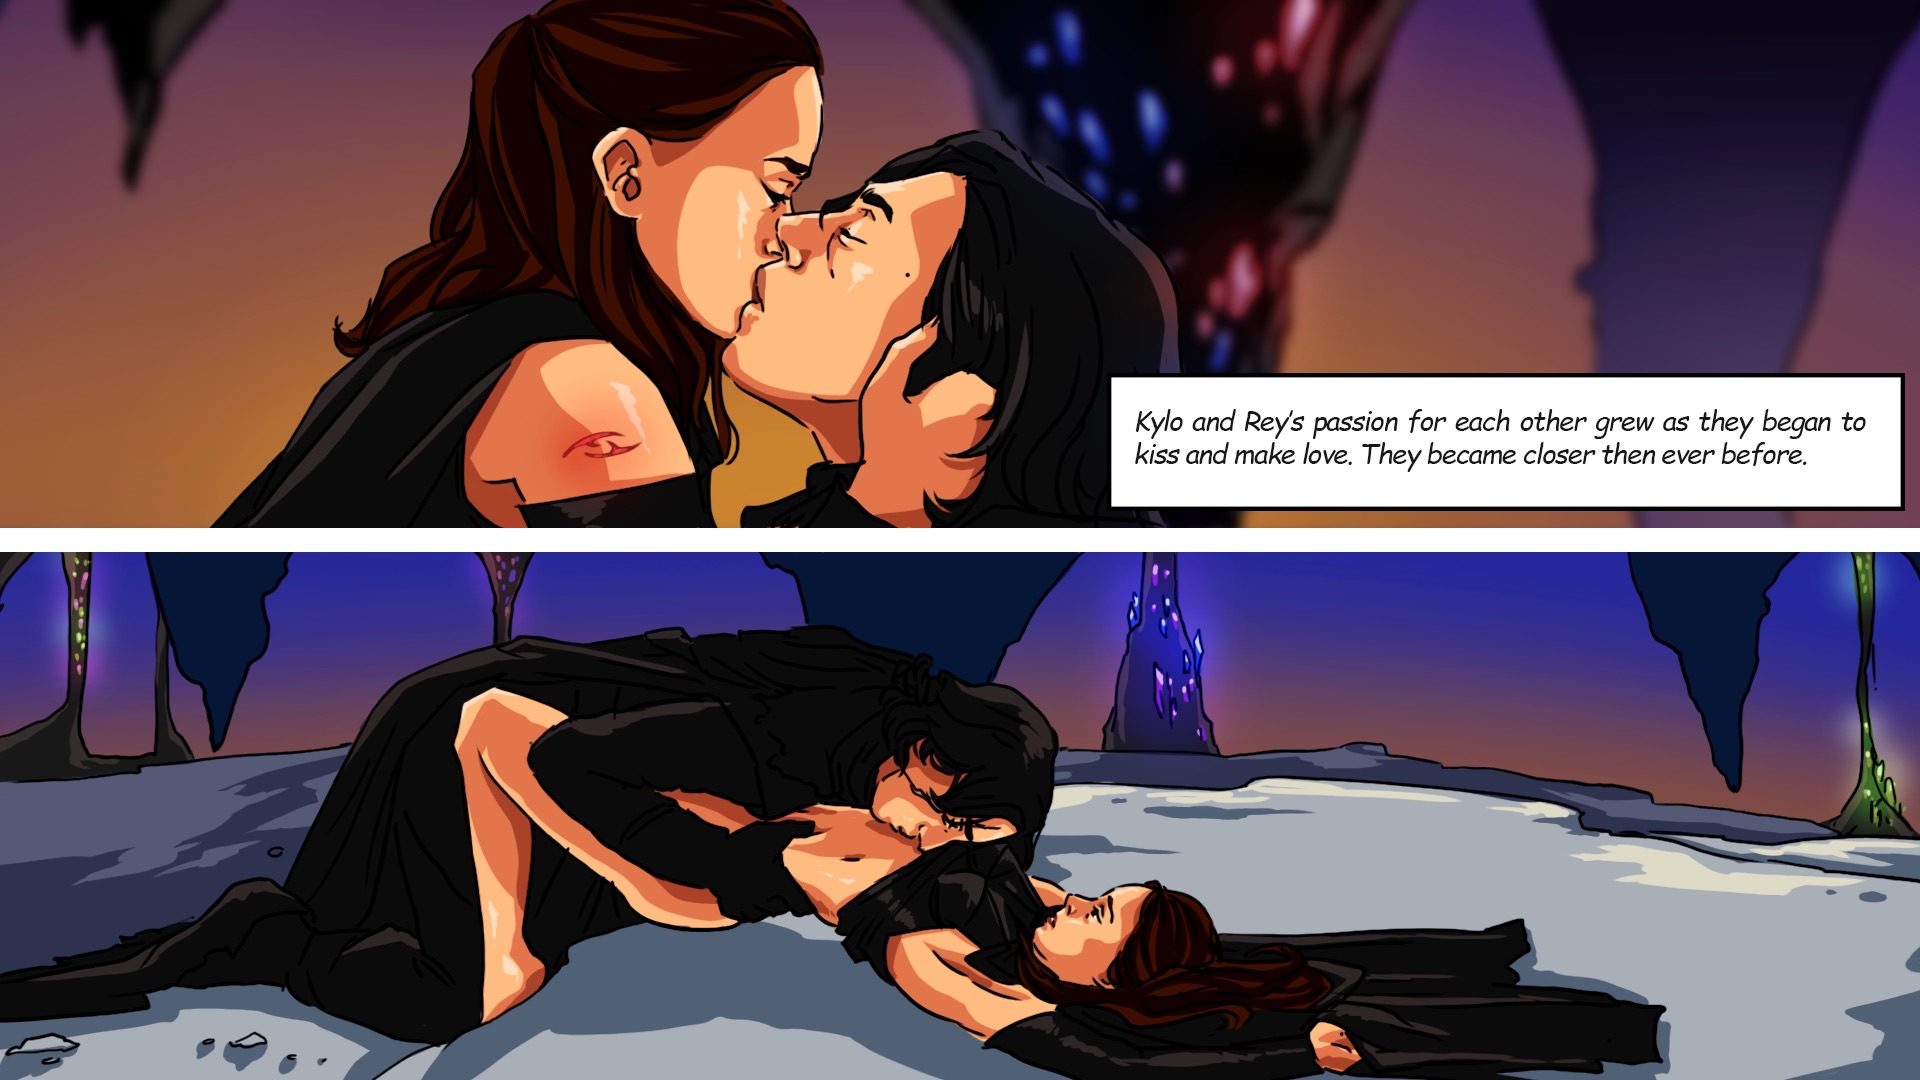 Kylo and Rey's passion for each other grew as they began to
kiss and make love. They became closer then ever before.